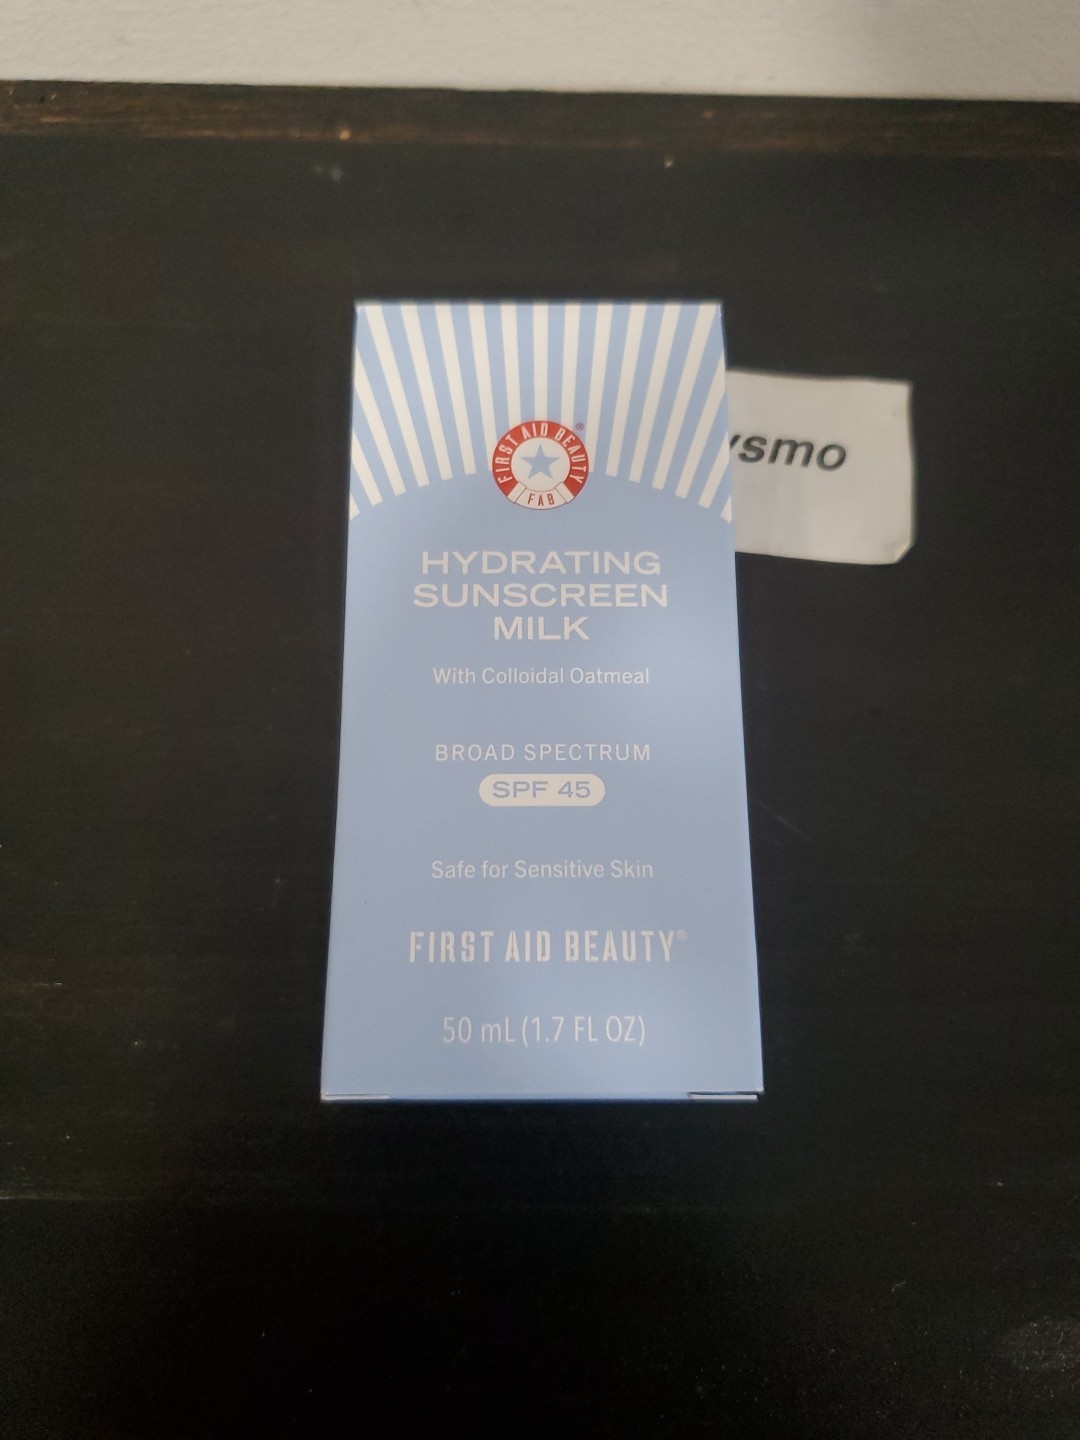 FIRST AID BEAUTY®
FAB
HYDRATING
SUNSCREEN
MILK
With Colloidal Oatmeal
BROAD SPECTRUM
SPF 45
Safe for Sensitive Skin
FIRST AID BEAUTY®
50 mL (1.7 FL OZ)